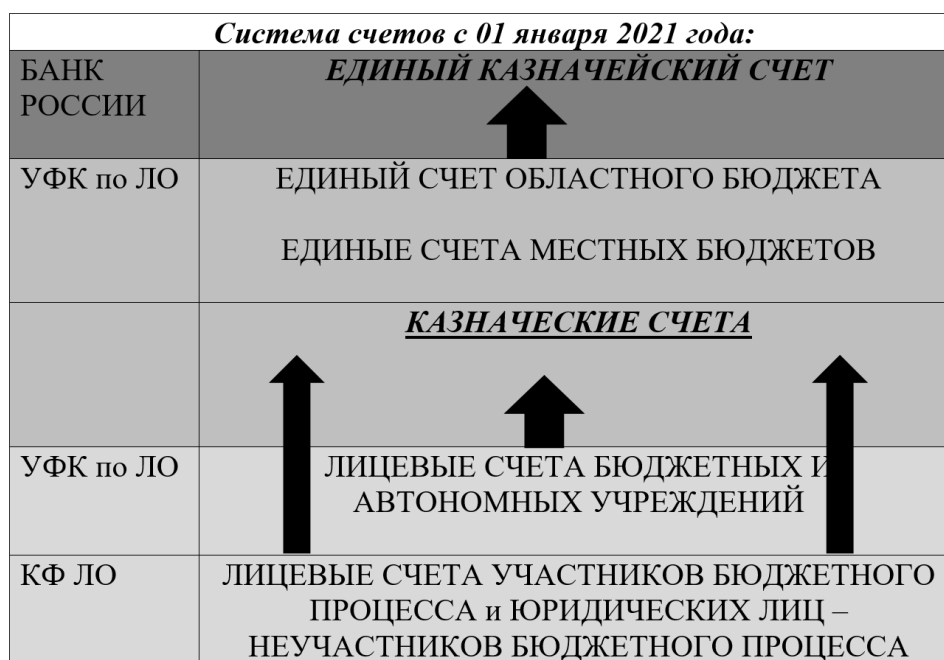 Система счетов с 01 января 2021 года:
БАНК
РОССИИ
ЕДИНЫЙ КАЗНАЧЕЙСКИЙ СЧЕТ
УФК по ЛО
ЕДИНЫЙ СЧЕТ ОБЛАСТНОГО БЮДЖЕТА
ЕДИНЫЕ СЧЕТА МЕСТНЫХ БЮДЖЕТОВ
КАЗНАЧЕСКИЕ СЧЕТА
УФК по ЛО
ЛИЦЕВЫЕ СЧЕТА БЮДЖЕТНЫХ И
АВТОНОМНЫХ УЧРЕЖДЕНИЙ
КФ ЛО
ЛИЦЕВЫЕ СЧЕТА УЧАСТНИКОВ БЮДЖЕТНОГО
ПРОЦЕССА и ЮРИДИЧЕСКИХ ЛИЦ –
НЕУЧАСТНИКОВ БЮДЖЕТНОГО ПРОЦЕССА